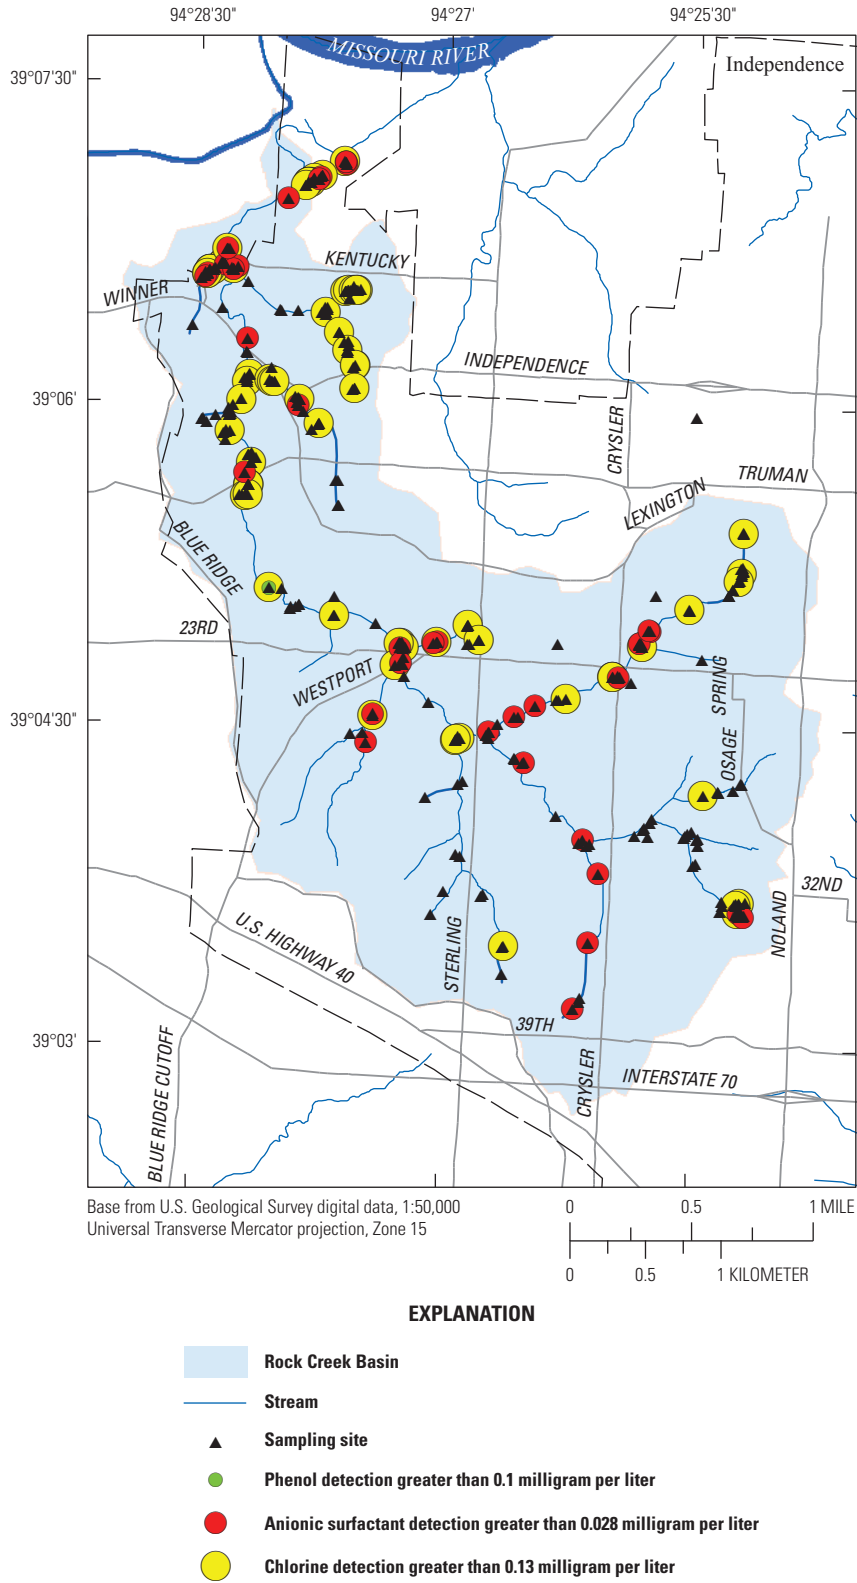 94°28'30"
94°27'
94°25'30"
39°07'30"
MISSOURI RIVER
Independence
KENTUCKY
WINNER
INDEPENDENCE
39°06'
CRYSLER
TRUMAN
LEXINGTON
BLUE RIDGE
23RD
WESTPORT
SPRING
OSAGE
39°04'30"
32ND
NOLAND
STERLING
U.S. HIGHWAY 40
39TH
39°03'
INTERSTATE 70
CRYSLER
BLUE RIDGE CUTOFF
Base from U.S. Geological Survey digital data, 1:50,000
Universal Transverse Mercator projection, Zone 15
0 0.5 1 MILE
0 0.5 1 KILOMETER
EXPLANATION
Rock Creek Basin
Stream
Sampling site
Phenol detection greater than 0.1 milligram per liter
Anionic surfactant detection greater than 0.028 milligram per liter
Chlorine detection greater than 0.13 milligram per liter